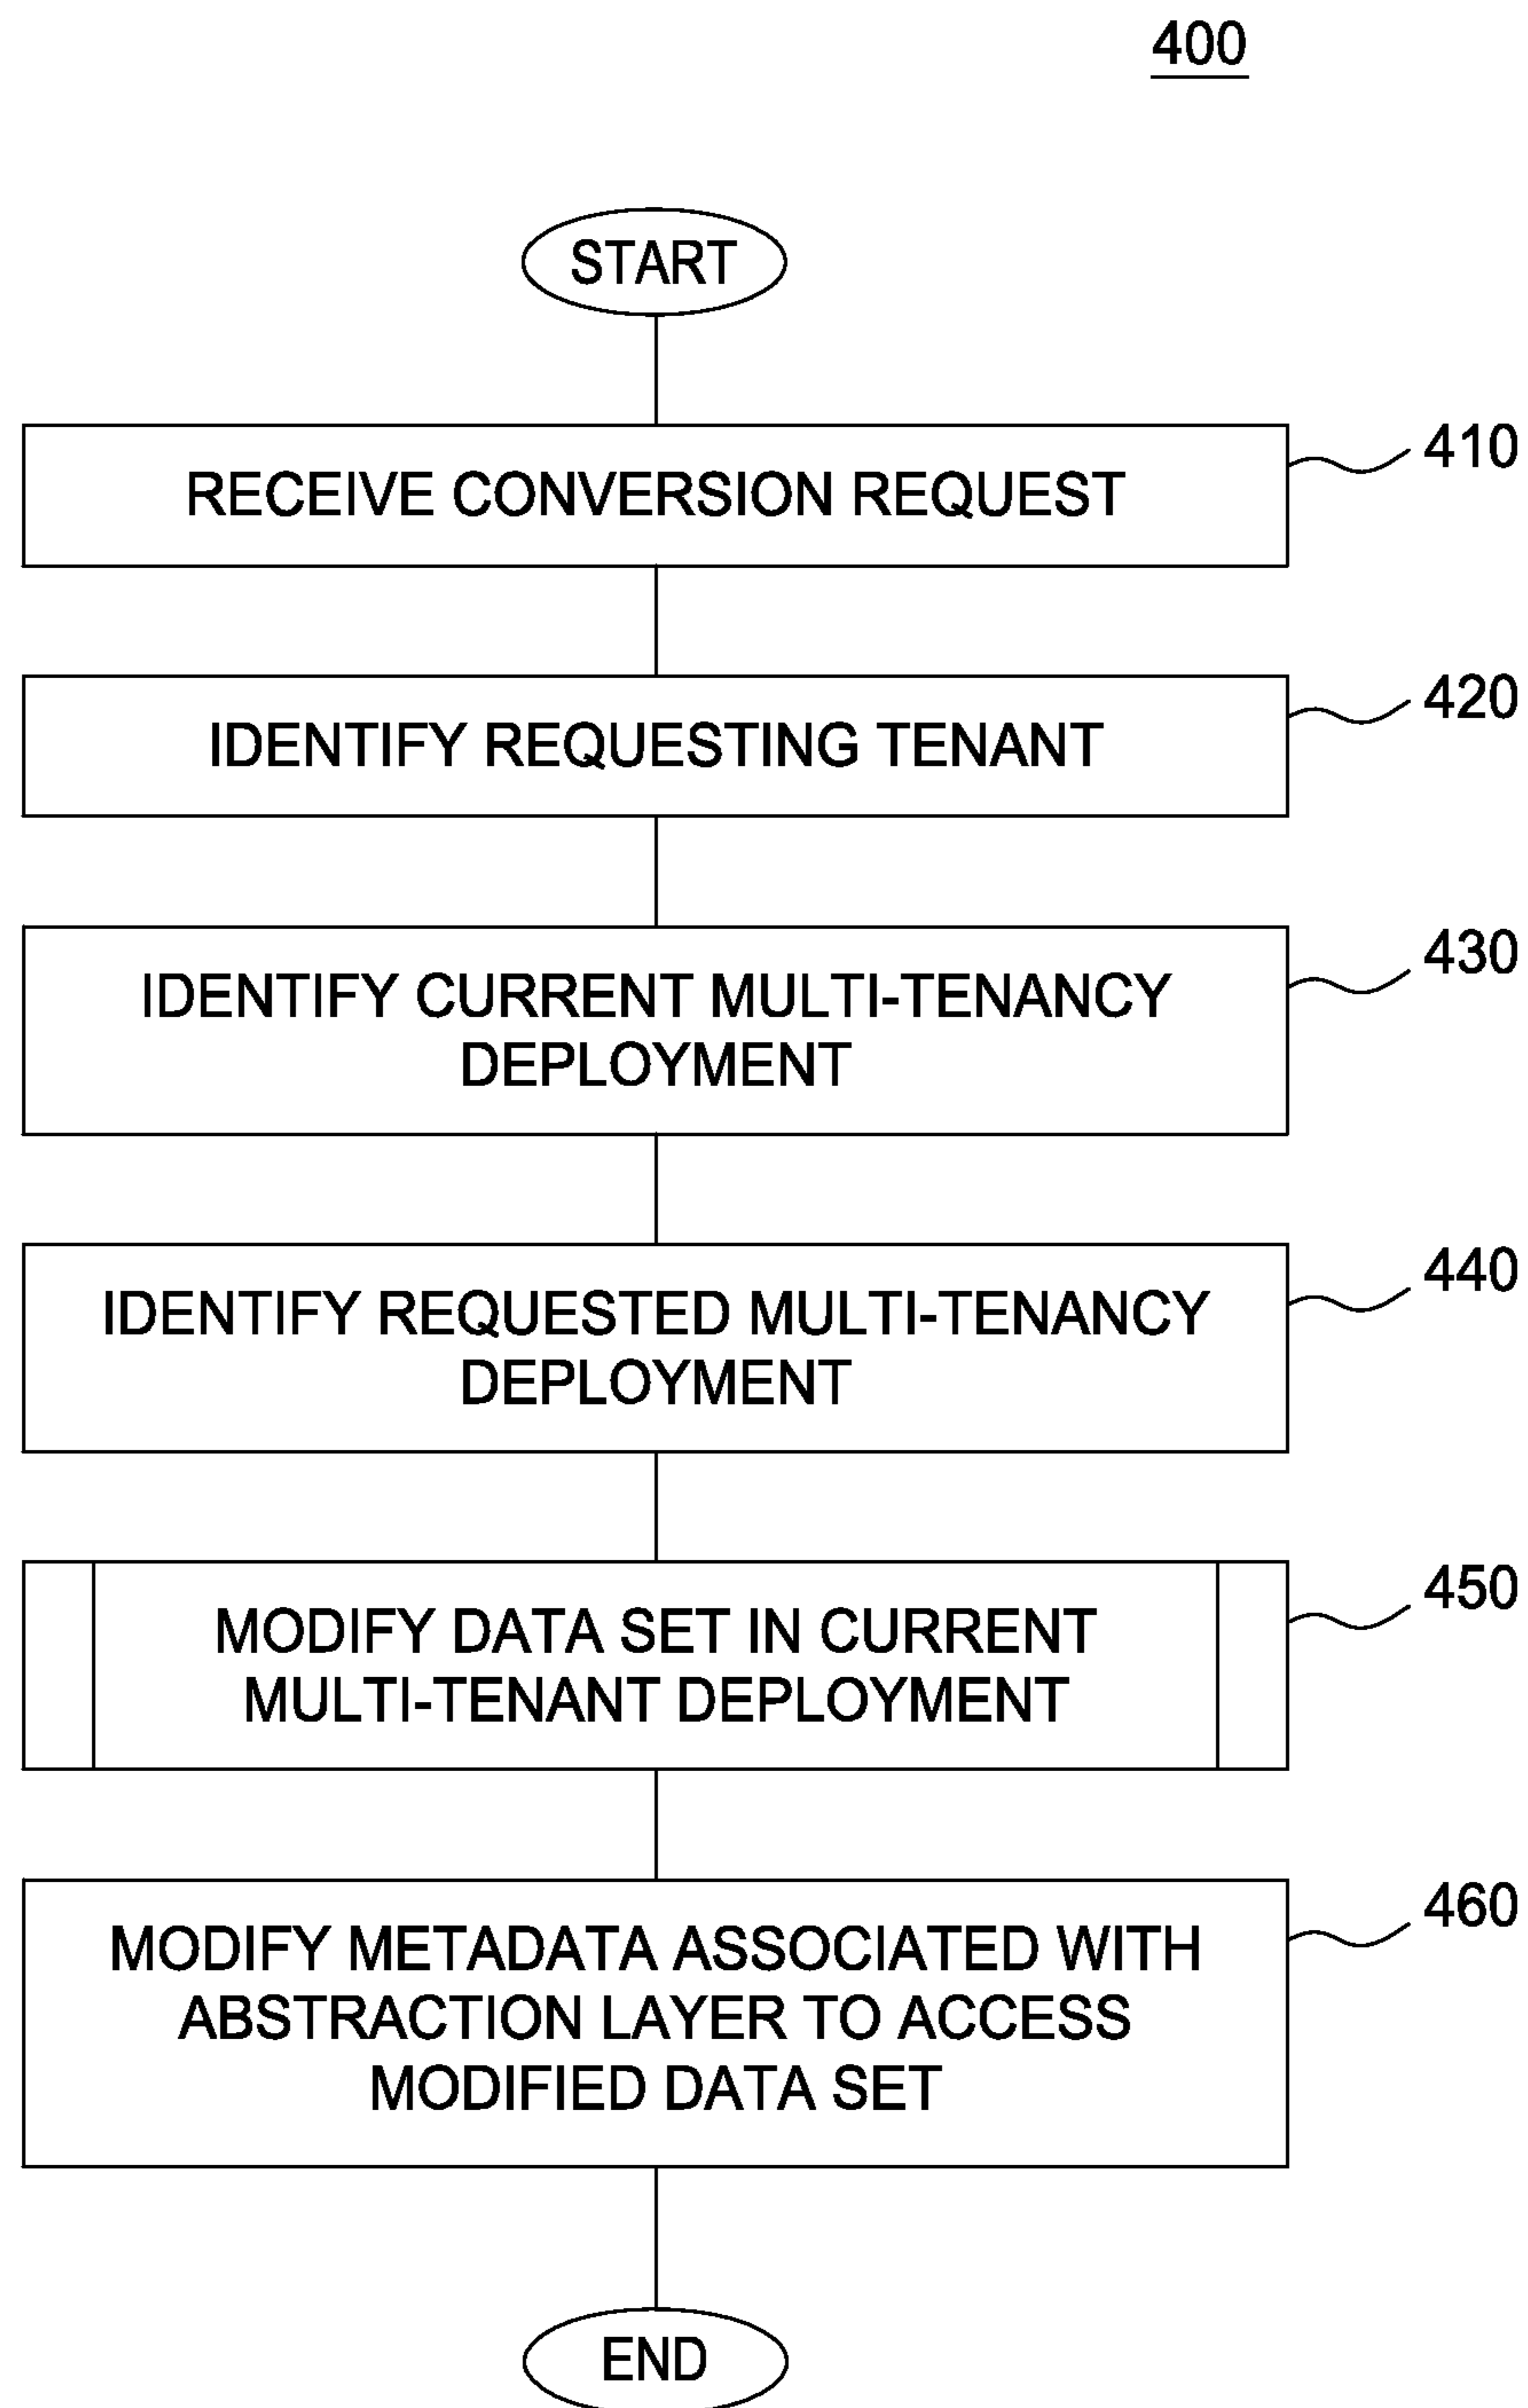 400
START
RECEIVE CONVERSION REQUEST
410
IDENTIFY REQUESTING TENANT
420
IDENTIFY CURRENT MULTI-TENANCY
DEPLOYMENT
430
IDENTIFY REQUESTED MULTI-TENANCY
DEPLOYMENT
440
MODIFY DATA SET IN CURRENT
MULTI-TENANT DEPLOYMENT
450
MODIFY METADATA ASSOCIATED WITH
ABSTRACTION LAYER TO ACCESS
MODIFIED DATA SET
460
END